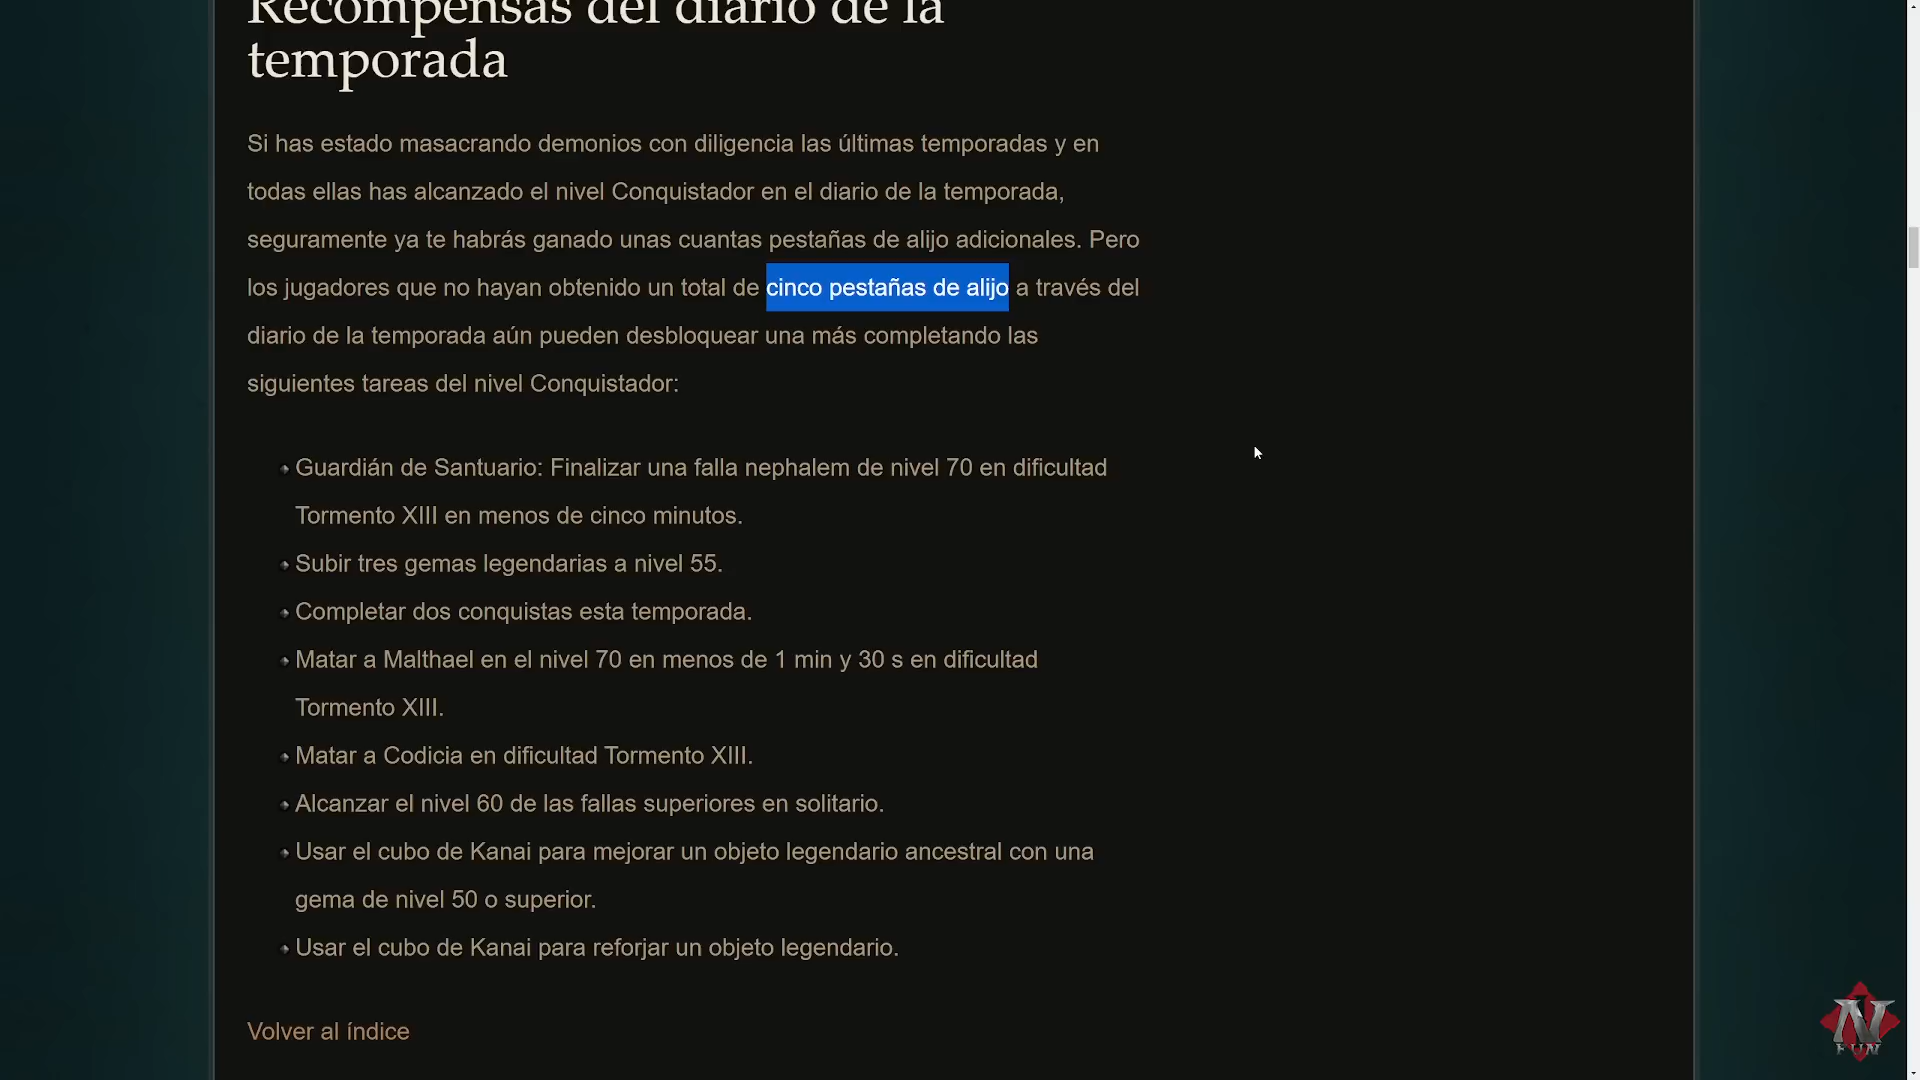 Recompensas del diario de la
temporada
Si has estado masacrando demonios con diligencia las últimas temporadas y en
todas ellas has alcanzado el nivel Conquistador en el diario de la temporada,
seguramente ya te habrás ganado unas cuantas pestañas de alijo adicionales. Pero
los jugadores que no hayan obtenido un total de cinco pestañas de alijo a través del
diario de la temporada aún pueden desbloquear una más completando las
siguientes tareas del nivel Conquistador:
Guardián de Santuario: Finalizar una falla nephalem de nivel 70 en dificultad
Tormento XIII en menos de cinco minutos.
Subir tres gemas legendarias a nivel 55.
Completar dos conquistas esta temporada.
Matar a Malthael en el nivel 70 en menos de 1 min y 30 s en dificultad
Tormento XIII.
Matar a Codicia en dificultad Tormento XIII.
Alcanzar el nivel 60 de las fallas superiores en solitario.
Usar el cubo de Kanai para mejorar un objeto legendario ancestral con una
gema de nivel 50 o superior.
Usar el cubo de Kanai para reforjar un objeto legendario.
Volver al índice
N
FUN